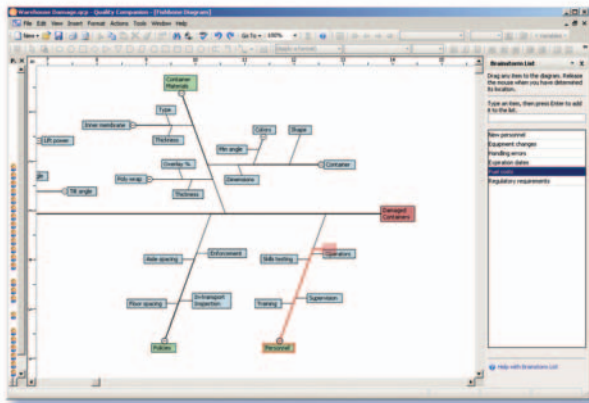 Warehouse Damage.qcp - Quality Companion - [Fishbone Diagram]
File Edit View Insert Format Actions Tools Window Help
New
Go To 100%
Brainstorm List
Drag any item to the diagram. Release
the mouse when you have determined
its location.
Type an item, then press Enter to add
it to the list.
New personnel
Equipment changes
Handling errors
Expiration dates
Fuel costs
Regulatory requirements
Help with Brainstorm List
Container
Materials
Type
Inner membrane
Thickness
Lift power
Colors
Shape
Min angle
Overlay %
Container
Poly wrap
Dimensions
Tilt angle
Thickness
Damaged
Containers
Enforcement
Aisle spacing
Skills testing
Operators
Floor spacing
In-transport
Inspection
Training
Supervision
Policies
Personnel